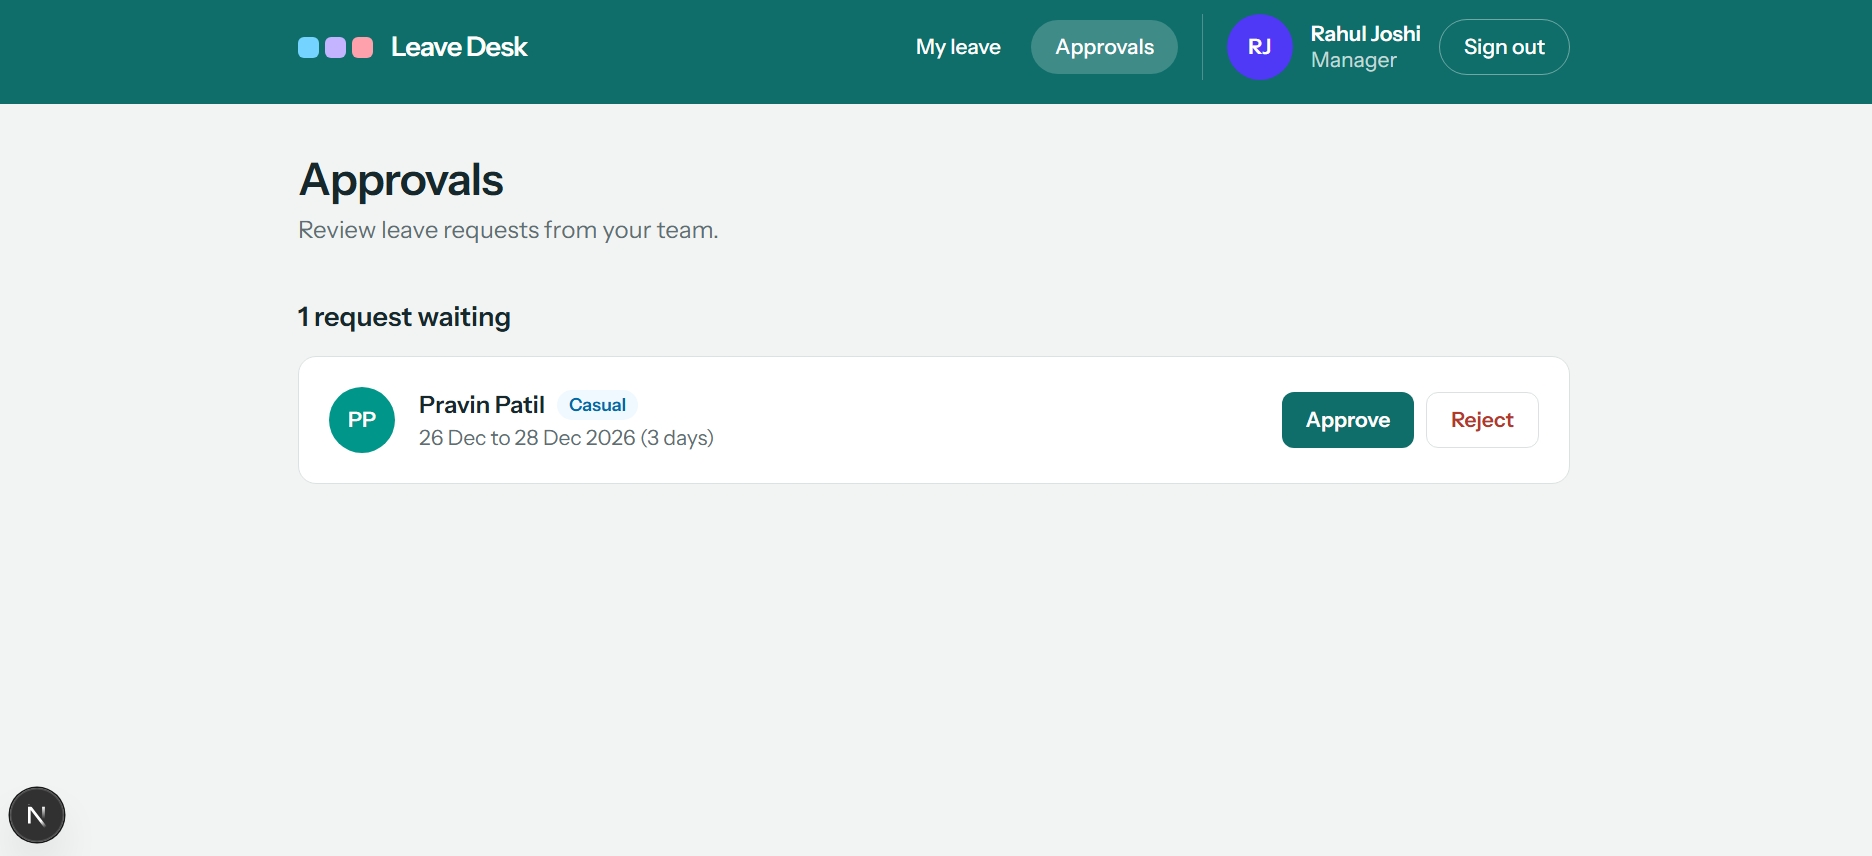 Leave Desk
My leave
Approvals
RJ
Rahul Joshi
Manager
Sign out
Approvals
Review leave requests from your team.
1 request waiting
PP
Pravin Patil
Casual
26 Dec to 28 Dec 2026 (3 days)
Approve
Reject
N